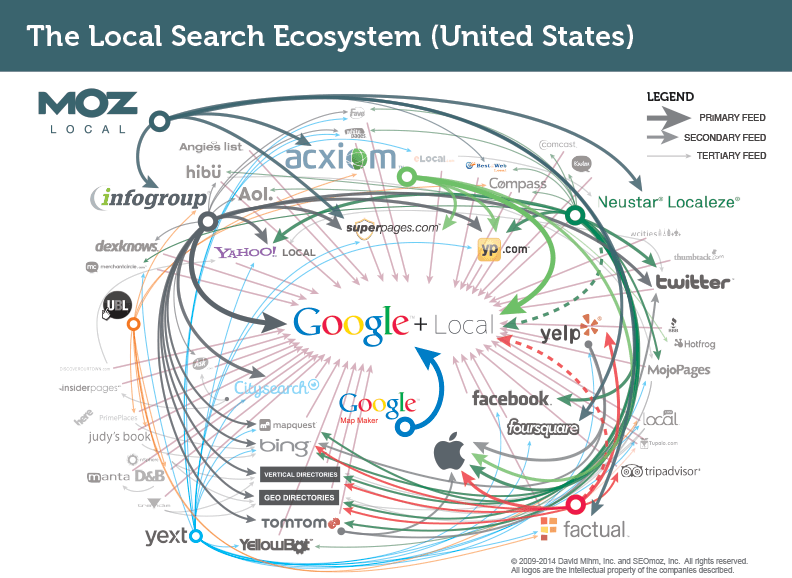 The Local Search Ecosystem (United States)
MOZ
LOCAL
LEGEND
PRIMARY FEED
SECONDARY FEED
TERTIARY FEED
Angie's list
hibü
acxiom
eLocal
Best of the Web
comcast
Kudzu
infogroup
Aol.
Compass
Neustar® Localeze®
superpages.com
dexknows
YAHOO! LOCAL
yp.com
thumbtack.com
merchantcircle.com
twitter
UBL
Google + Local
yelp
Hotfrog
MojoPages
insiderpages
Citysearch
facebook
here
PrimePlaces
Google
Map Maker
judy's book
mapquest
foursquare
local
bing
Topix.com
manta
D&B
VERTICAL DIRECTORIES
tripadvisor
GEO DIRECTORIES
TOMTOM
factual.
yext
YellowBot
© 2009-2014 David Mihm, Inc. and SEOmoz, Inc. All rights reserved.
All logos are the intellectual property of the companies described.